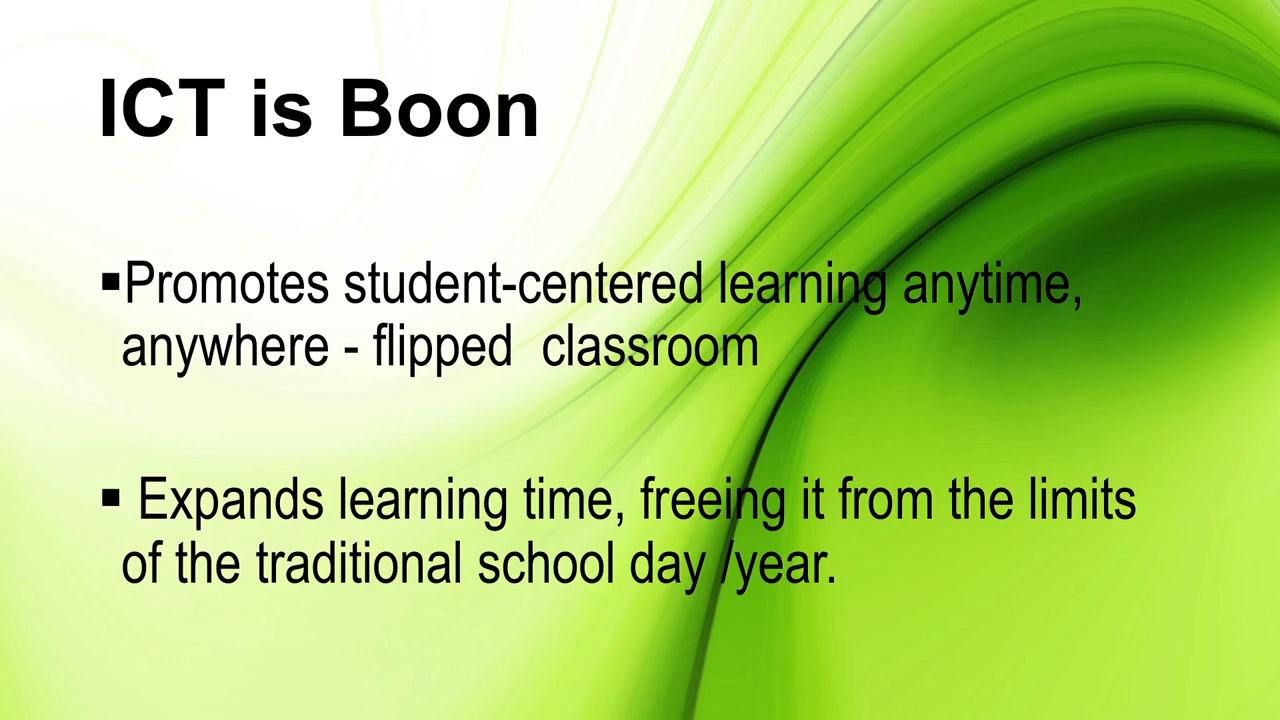 ICT is Boon
▪Promotes student-centered learning anytime,
anywhere - flipped  classroom
▪ Expands learning time, freeing it from the limits
of the traditional school day /year.